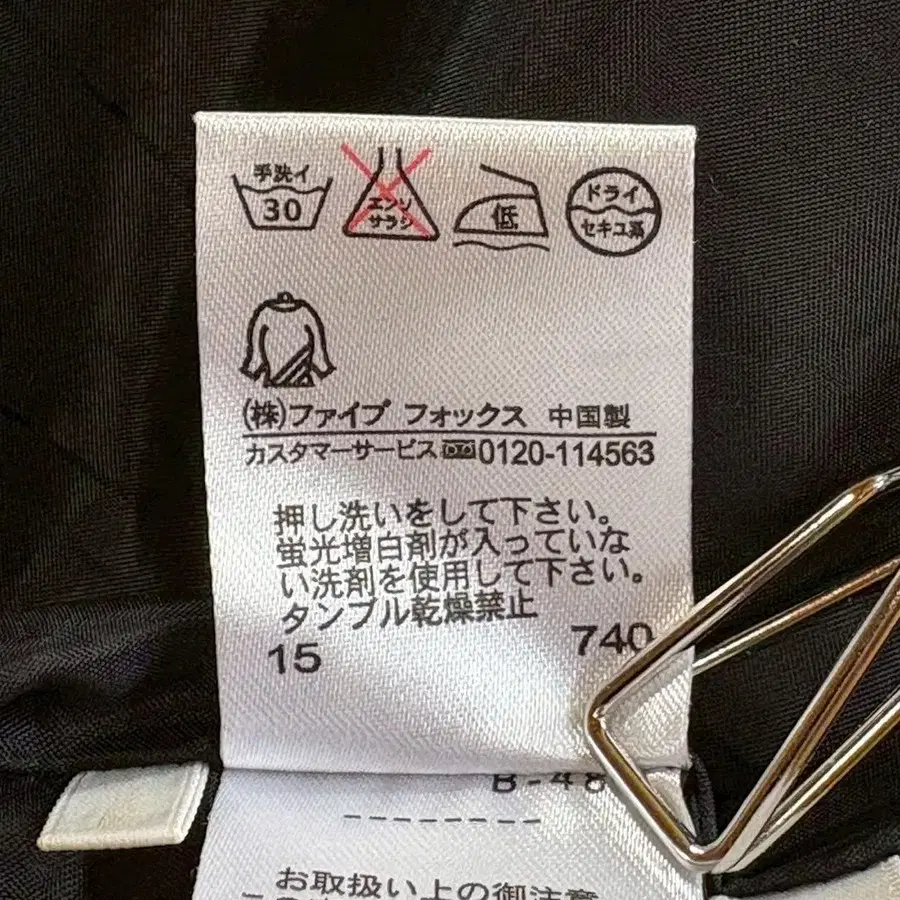 手洗イ
30
エンソ
サラシ
低
ドライ
セキユ系
(株)ファイブ フォックス 中国製
カスタマーサービス 0120-114563
押し洗いをして下さい。
蛍光増白剤が入っていな
い洗剤を使用して下さい。
タンブル乾燥禁止
15 740
B-48
お取扱い上の御注意